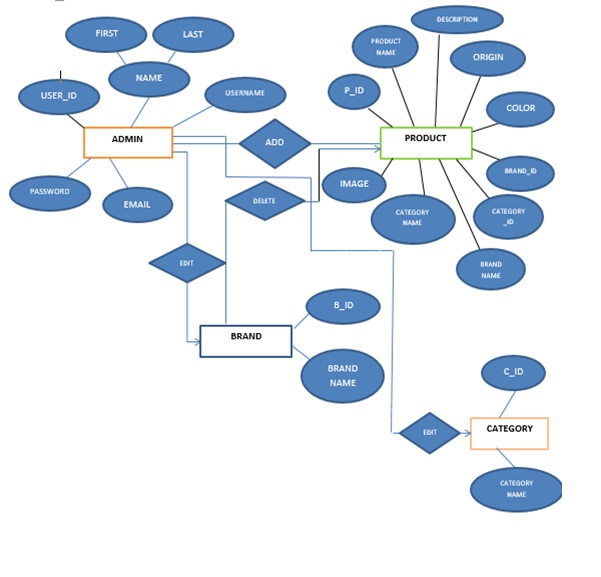 DESCRIPTION
FIRST
LAST
PRODUCT
NAME
ORIGIN
NAME
USER_ID
USERNAME
P_ID
COLOR
ADMIN
ADD
PRODUCT
BRAND_ID
PASSWORD
EMAIL
DELETE
IMAGE
CATEGORY
NAME
CATEGORY
_ID
EDIT
BRAND
NAME
B_ID
BRAND
BRAND
NAME
C_ID
EDIT
CATEGORY
CATEGORY
NAME